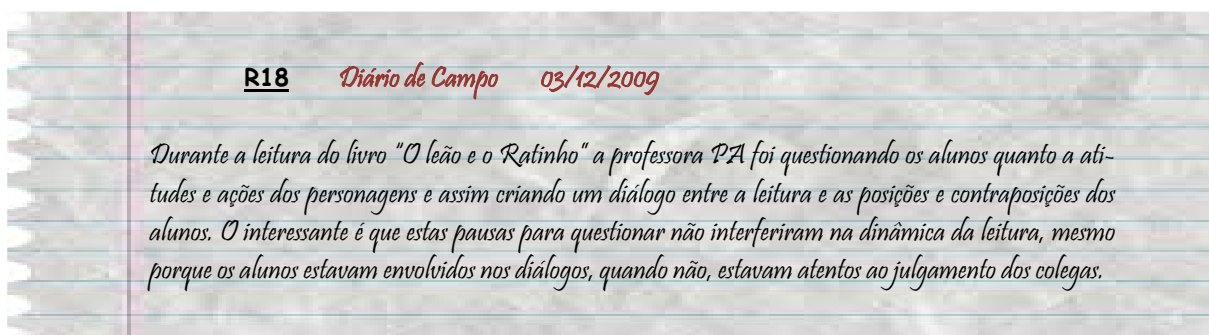 R18 Diário de Campo 03/12/2009
Durante a leitura do livro “O leão e o Ratinho” a professora PA foi questionando os alunos quanto a ati-
tudes e ações dos personagens e assim criando um diálogo entre a leitura e as posições e contraposições dos
alunos. O interessante é que estas pausas para questionar não interferiram na dinâmica da leitura, mesmo
porque os alunos estavam envolvidos nos diálogos, quando não, estavam atentos ao julgamento dos colegas.